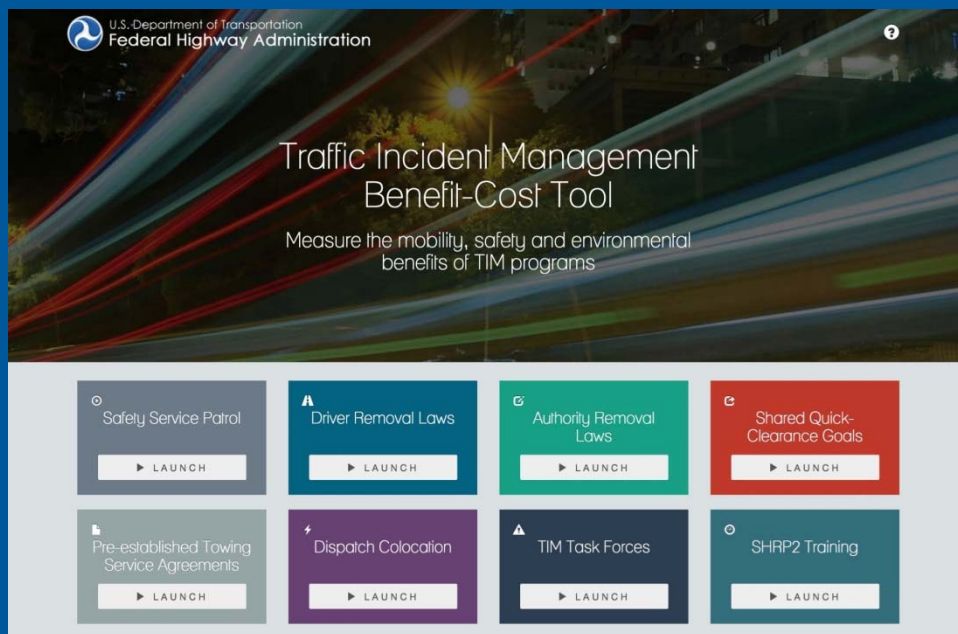 U.S. Department of Transportation
Federal Highway Administration
?
Traffic Incident Management
Benefit-Cost Tool
Measure the mobility, safety and environmental
benefits of TIM programs
Safety Service Patrol
LAUNCH
Driver Removal Laws
LAUNCH
Authority Removal
Laws
LAUNCH
Shared Quick-
Clearance Goals
LAUNCH
Pre-established Towing
Service Agreements
LAUNCH
Dispatch Colocation
LAUNCH
TIM Task Forces
LAUNCH
SHRP2 Training
LAUNCH